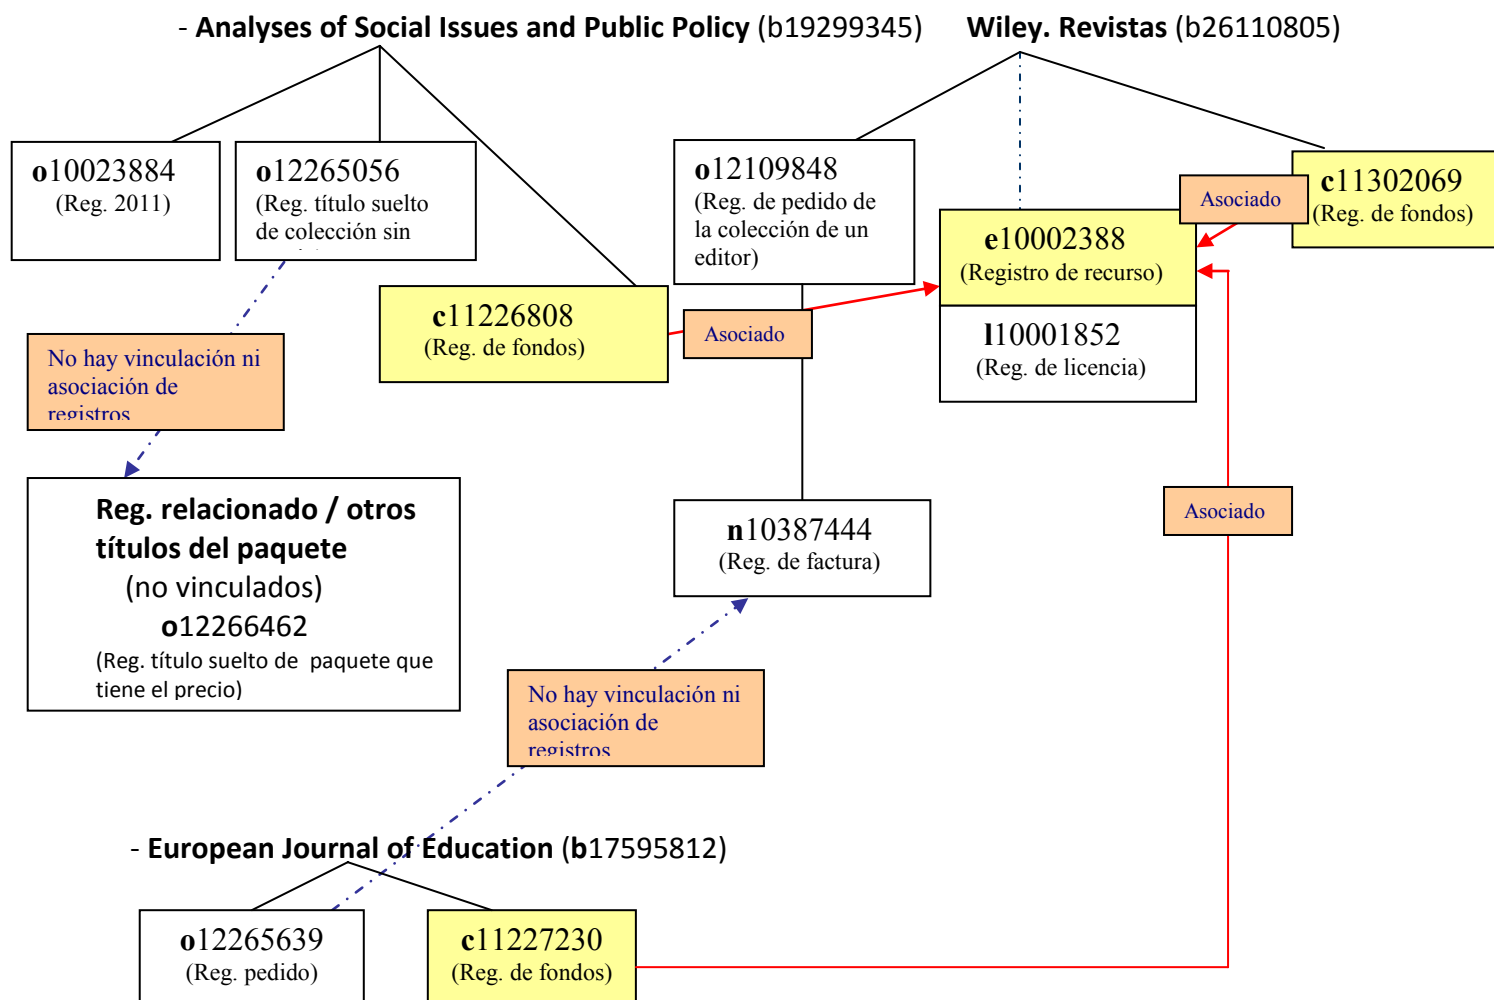 - Analyses of Social Issues and Public Policy (b19299345)
Wiley. Revistas (b26110805)
o10023884
(Reg. 2011)
o12265056
(Reg. título suelto
de colección sin
o12109848
(Reg. de pedido de
la colección de un
editor)
Asociado
c11302069
(Reg. de fondos)
e10002388
(Registro de recurso)
c11226808
(Reg. de fondos)
Asociado
l10001852
(Reg. de licencia)
No hay vinculación ni
asociación de
registros
Reg. relacionado / otros
títulos del paquete
(no vinculados)
o12266462
(Reg. título suelto de paquete que
tiene el precio)
n10387444
(Reg. de factura)
Asociado
No hay vinculación ni
asociación de
registros
- European Journal of Education (b17595812)
o12265639
(Reg. pedido)
c11227230
(Reg. de fondos)